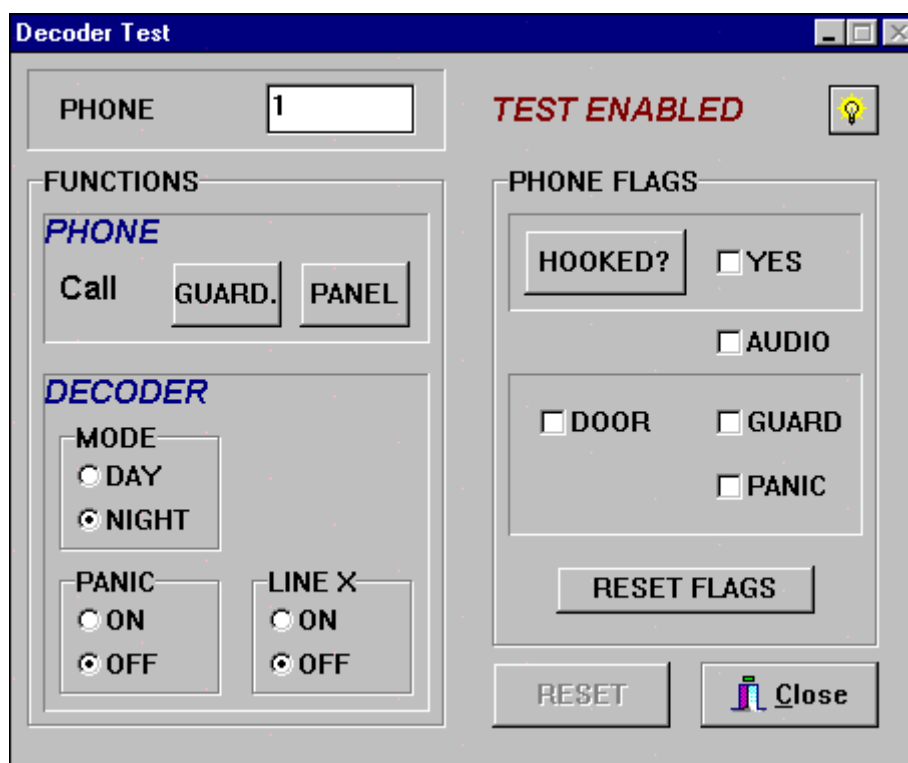 Decoder Test
PHONE 1
TEST ENABLED
FUNCTIONS
PHONE
Call GUARD. PANEL
DECODER
MODE
DAY
NIGHT
PANIC
ON
OFF
LINE X
ON
OFF
PHONE FLAGS
HOOKED? YES
AUDIO
DOOR GUARD
PANIC
RESET FLAGS
RESET Close